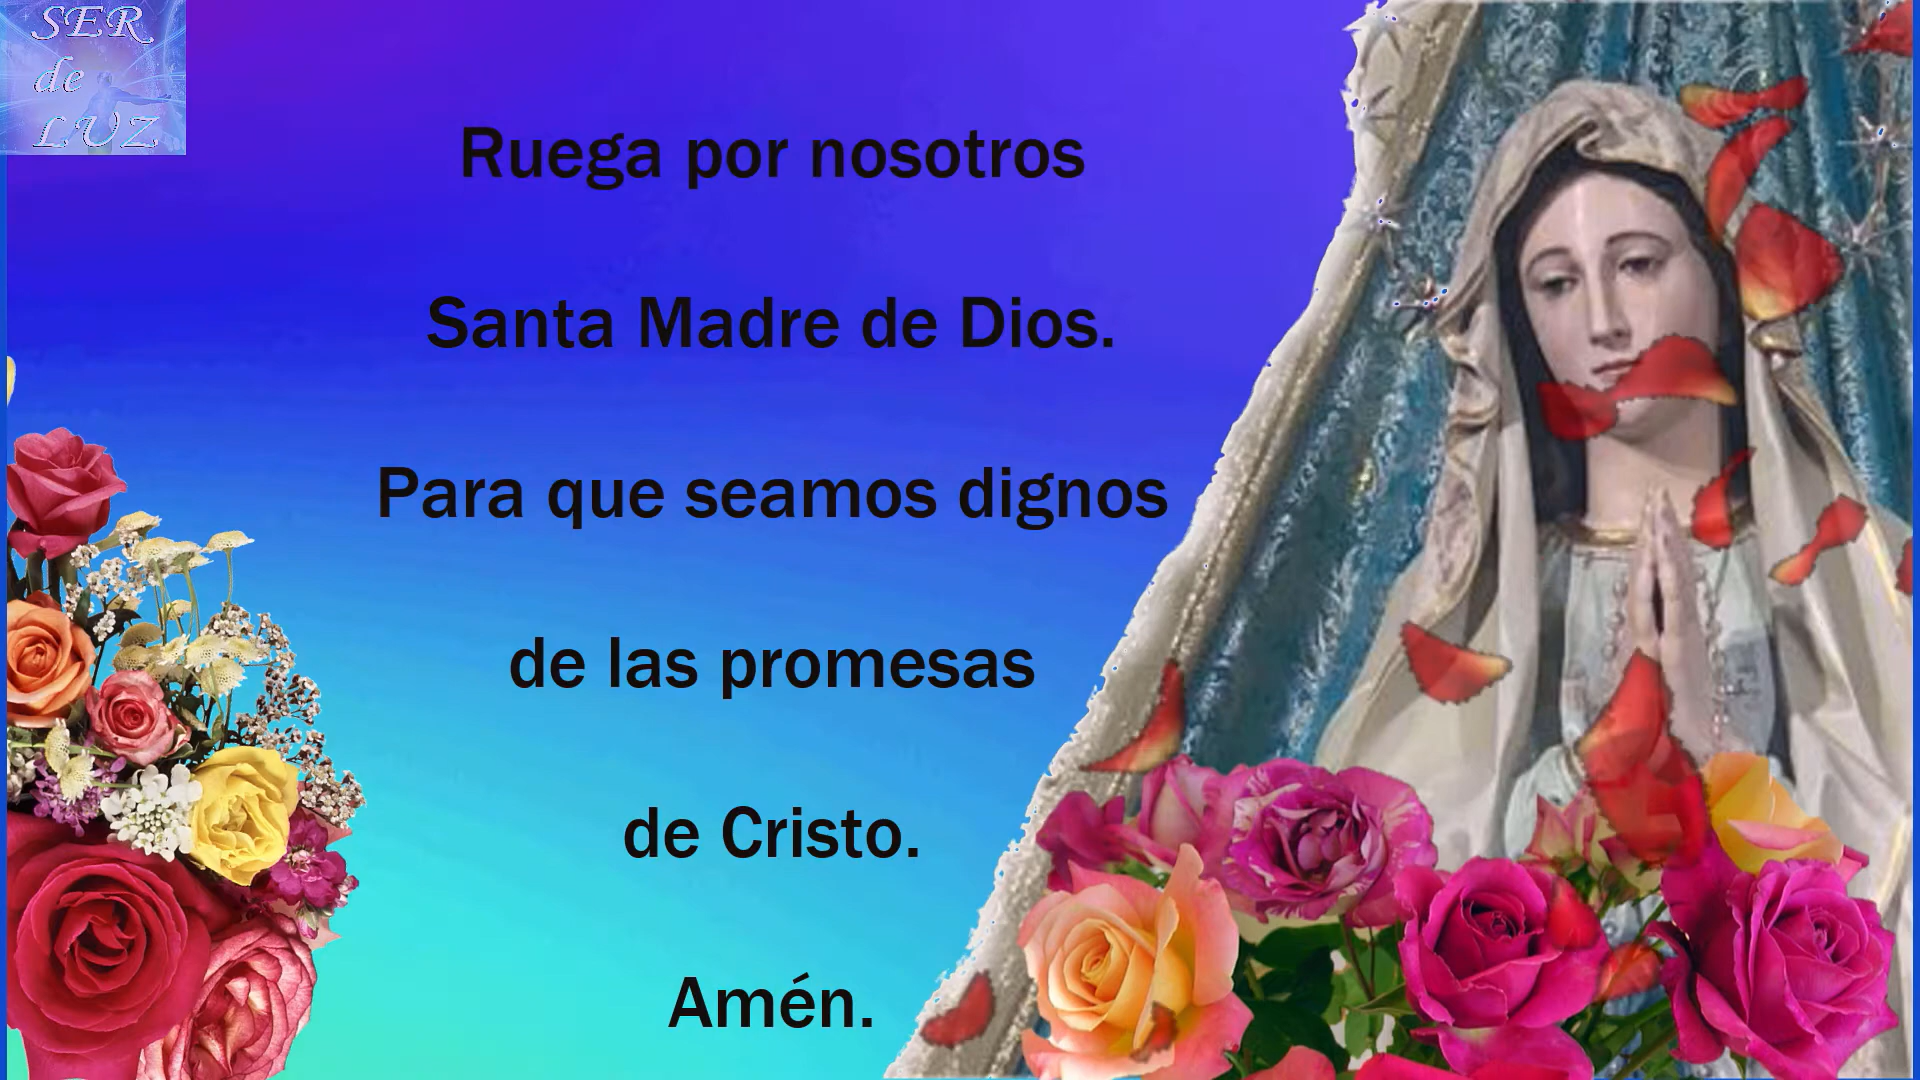 SER
de
LUZ
Ruega por nosotros
Santa Madre de Dios.
Para que seamos dignos
de las promesas
de Cristo.
Amén.